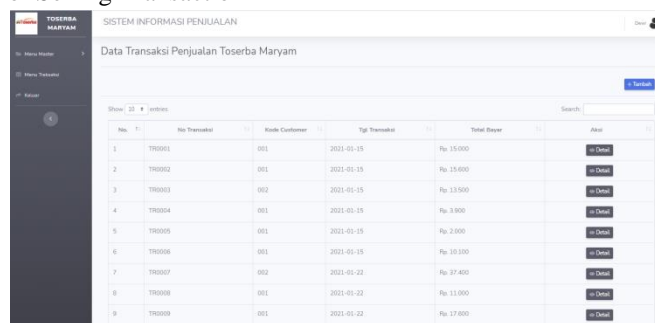 TOSERBA MARYAM
SISTEM INFORMASI PENJUALAN
Menu Master
Menu Transaksi
Keluar
Data Transaksi Penjualan Toserba Maryam
+ Tambah
Show 10 entries
Search:
No. No Transaksi Kode Customer Tgl Transaksi Total Bayar Aksi
1 TR0001 001 2021-01-15 Rp. 15.000 Detail
2 TR0002 001 2021-01-15 Rp. 15.600 Detail
3 TR0003 002 2021-01-15 Rp. 13.500 Detail
4 TR0004 001 2021-01-15 Rp. 3.900 Detail
5 TR0005 001 2021-01-15 Rp. 2.000 Detail
6 TR0006 001 2021-01-15 Rp. 10.100 Detail
7 TR0007 002 2021-01-22 Rp. 37.400 Detail
8 TR0008 001 2021-01-22 Rp. 11.000 Detail
9 TR0009 001 2021-01-22 Rp. 17.600 Detail